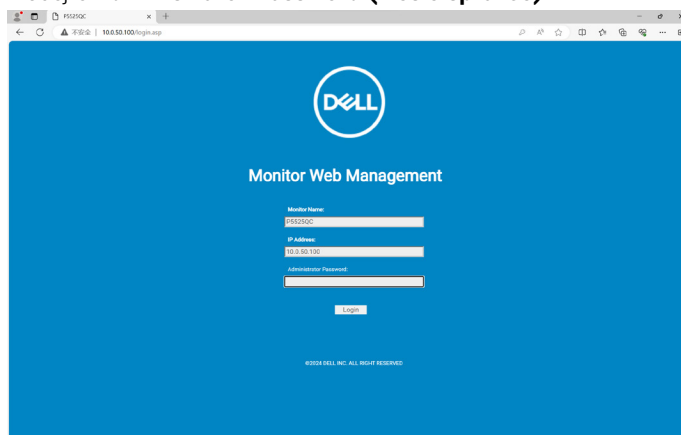 P5525QC
不安全 | 10.0.50.100/login.asp
DELL
Monitor Web Management
Monitor Name:
P5525QC
IP Address:
10.0.50.100
Administrator Password:
Login
©2024 DELL INC. ALL RIGHT RESERVED